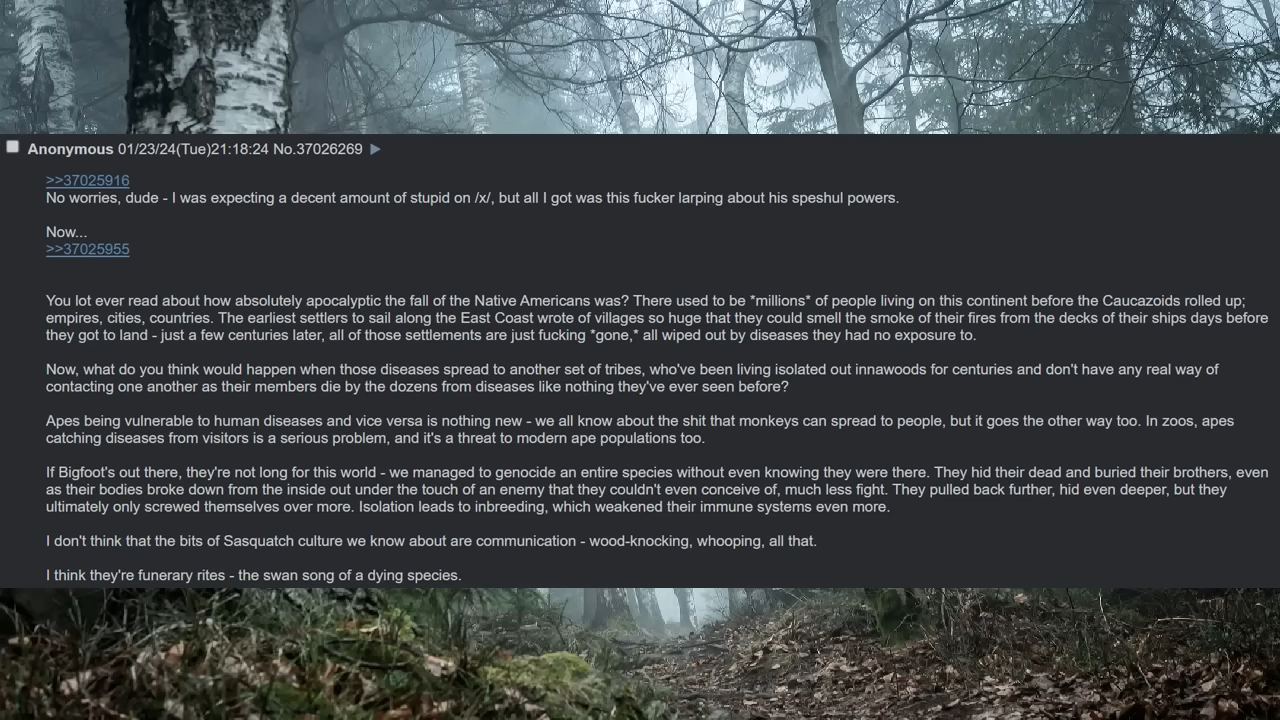 Anonymous 01/23/24(Tue)21:18:24 No.37026269
>>37025916
No worries, dude - I was expecting a decent amount of stupid on /x/, but all I got was this fucker larping about his speshul powers.
Now...
>>37025955
You lot ever read about how absolutely apocalyptic the fall of the Native Americans was? There used to be *millions* of people living on this continent before the Caucazoids rolled up;
empires, cities, countries. The earliest settlers to sail along the East Coast wrote of villages so huge that they could smell the smoke of their fires from the decks of their ships days before
they got to land - just a few centuries later, all of those settlements are just fucking *gone,* all wiped out by diseases they had no exposure to.
Now, what do you think would happen when those diseases spread to another set of tribes, who've been living isolated out innawoods for centuries and don't have any real way of
contacting one another as their members die by the dozens from diseases like nothing they've ever seen before?
Apes being vulnerable to human diseases and vice versa is nothing new - we all know about the shit that monkeys can spread to people, but it goes the other way too. In zoos, apes
catching diseases from visitors is a serious problem, and it's a threat to modern ape populations too.
If Bigfoot's out there, they're not long for this world - we managed to genocide an entire species without even knowing they were there. They hid their dead and buried their brothers, even
as their bodies broke down from the inside out under the touch of an enemy that they couldn't even conceive of, much less fight. They pulled back further, hid even deeper, but they
ultimately only screwed themselves over more. Isolation leads to inbreeding, which weakened their immune systems even more.
I don't think that the bits of Sasquatch culture we know about are communication - wood-knocking, whooping, all that.
I think they're funerary rites - the swan song of a dying species.